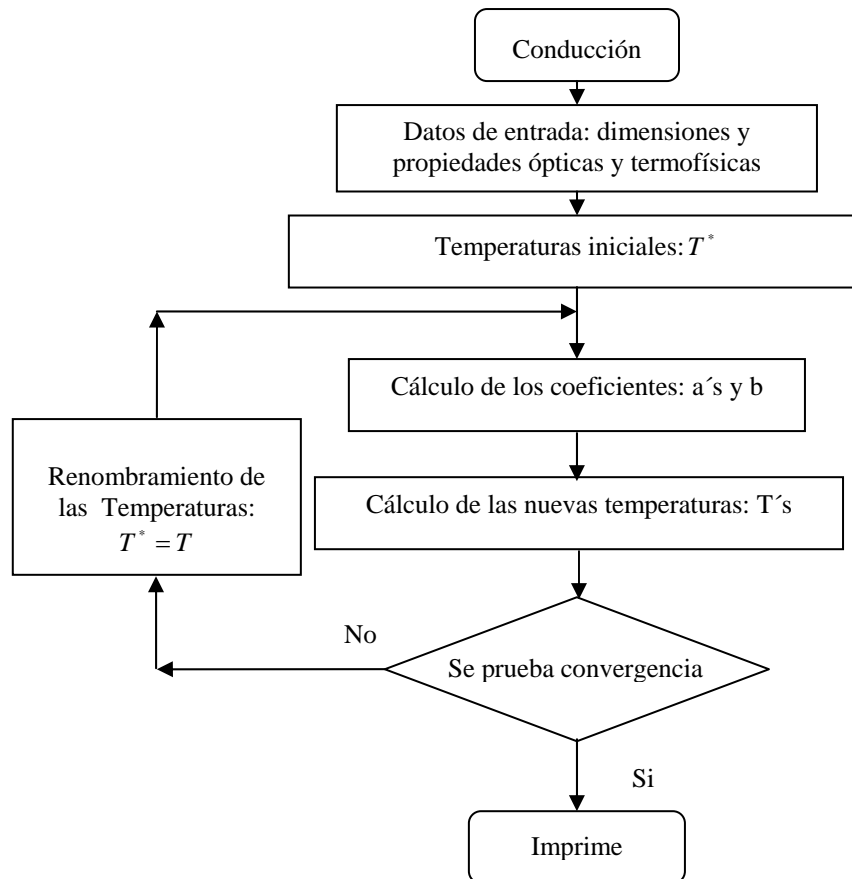 Conducción
Datos de entrada: dimensiones y
propiedades ópticas y termofísicas
Temperaturas iniciales: T*
Cálculo de los coeficientes: a´s y b
Renombramiento de
las Temperaturas:
T* = T
Cálculo de las nuevas temperaturas: T´s
No
Se prueba convergencia
Si
Imprime